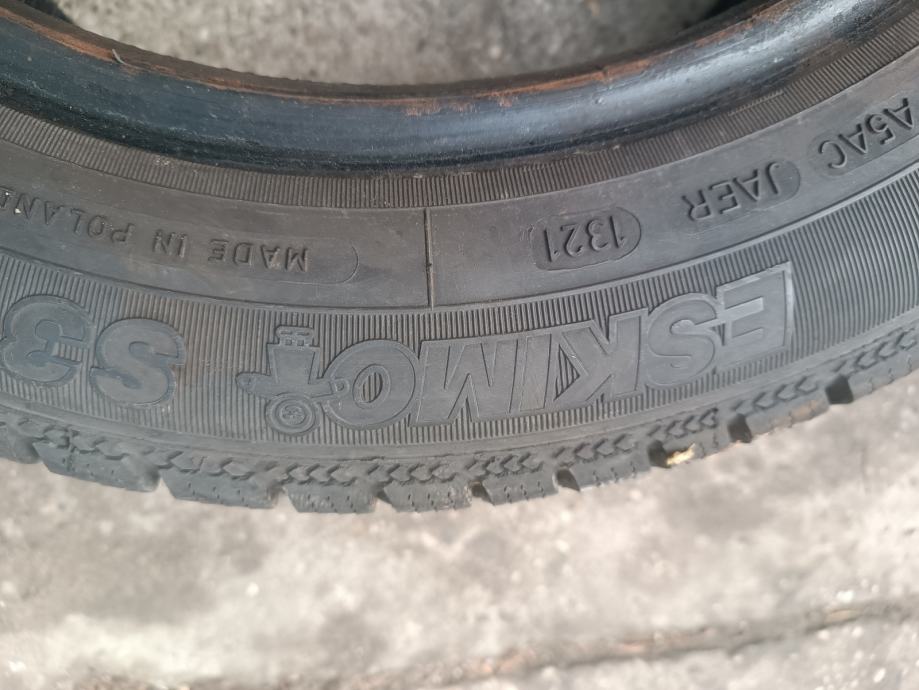 A5AC JAER 1321
MADE IN POLAND
ESKIMO S3